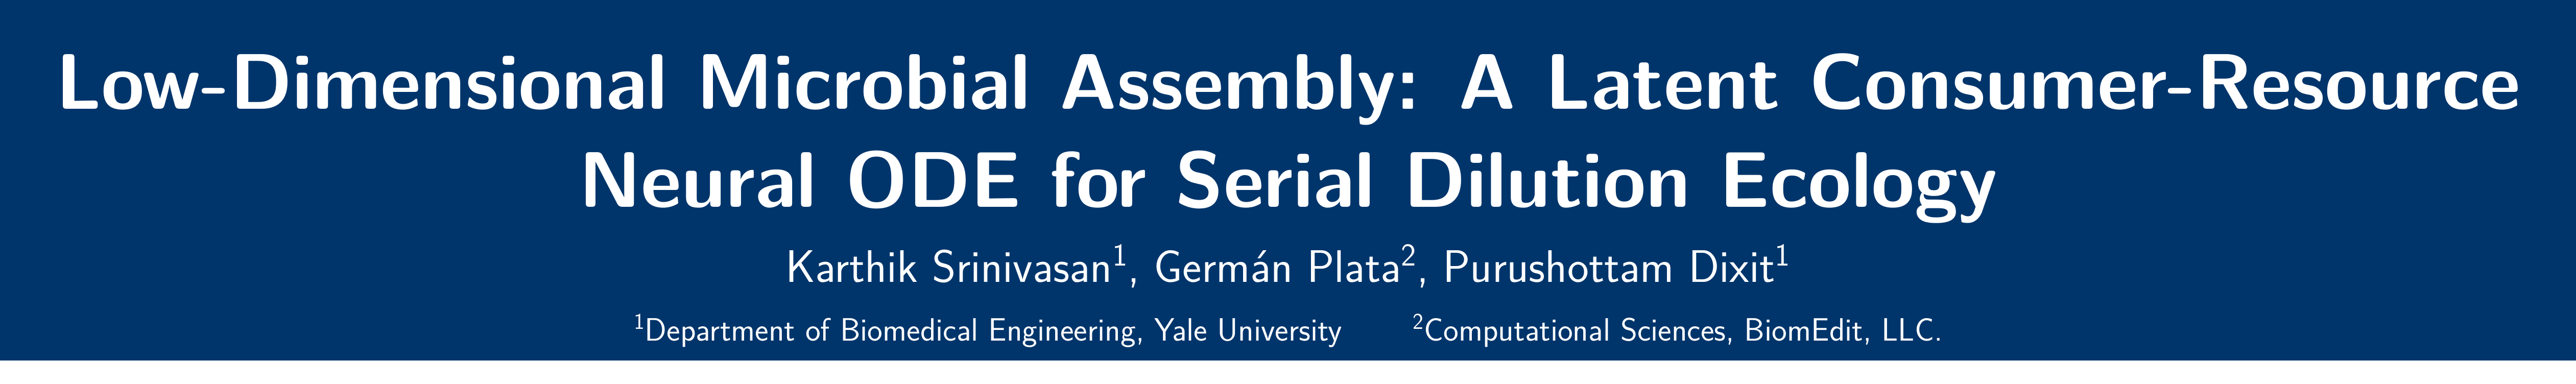 Low-Dimensional Microbial Assembly: A Latent Consumer-Resource
Neural ODE for Serial Dilution Ecology
Karthik Srinivasan¹, Germán Plata², Purushottam Dixit¹
¹Department of Biomedical Engineering, Yale University ²Computational Sciences, BiomEdit, LLC.